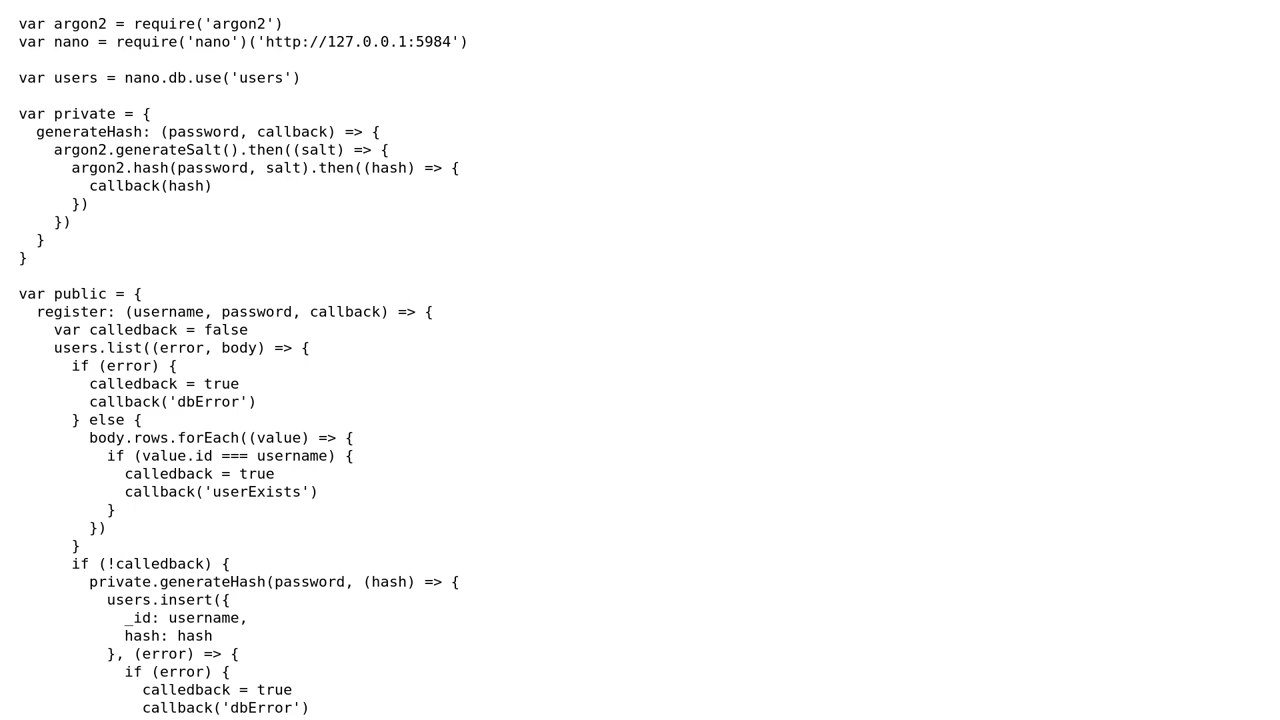 var argon2 = require('argon2')
var nano = require('nano')('http://127.0.0.1:5984')

var users = nano.db.use('users')

var private = {
  generateHash: (password, callback) => {
    argon2.generateSalt().then((salt) => {
      argon2.hash(password, salt).then((hash) => {
        callback(hash)
      })
    })
  }
}

var public = {
  register: (username, password, callback) => {
    var calledback = false
    users.list((error, body) => {
      if (error) {
        calledback = true
        callback('dbError')
      } else {
        body.rows.forEach((value) => {
          if (value.id === username) {
            calledback = true
            callback('userExists')
          }
        })
      }
      if (!calledback) {
        private.generateHash(password, (hash) => {
          users.insert({
            _id: username,
            hash: hash
          }, (error) => {
            if (error) {
              calledback = true
              callback('dbError')